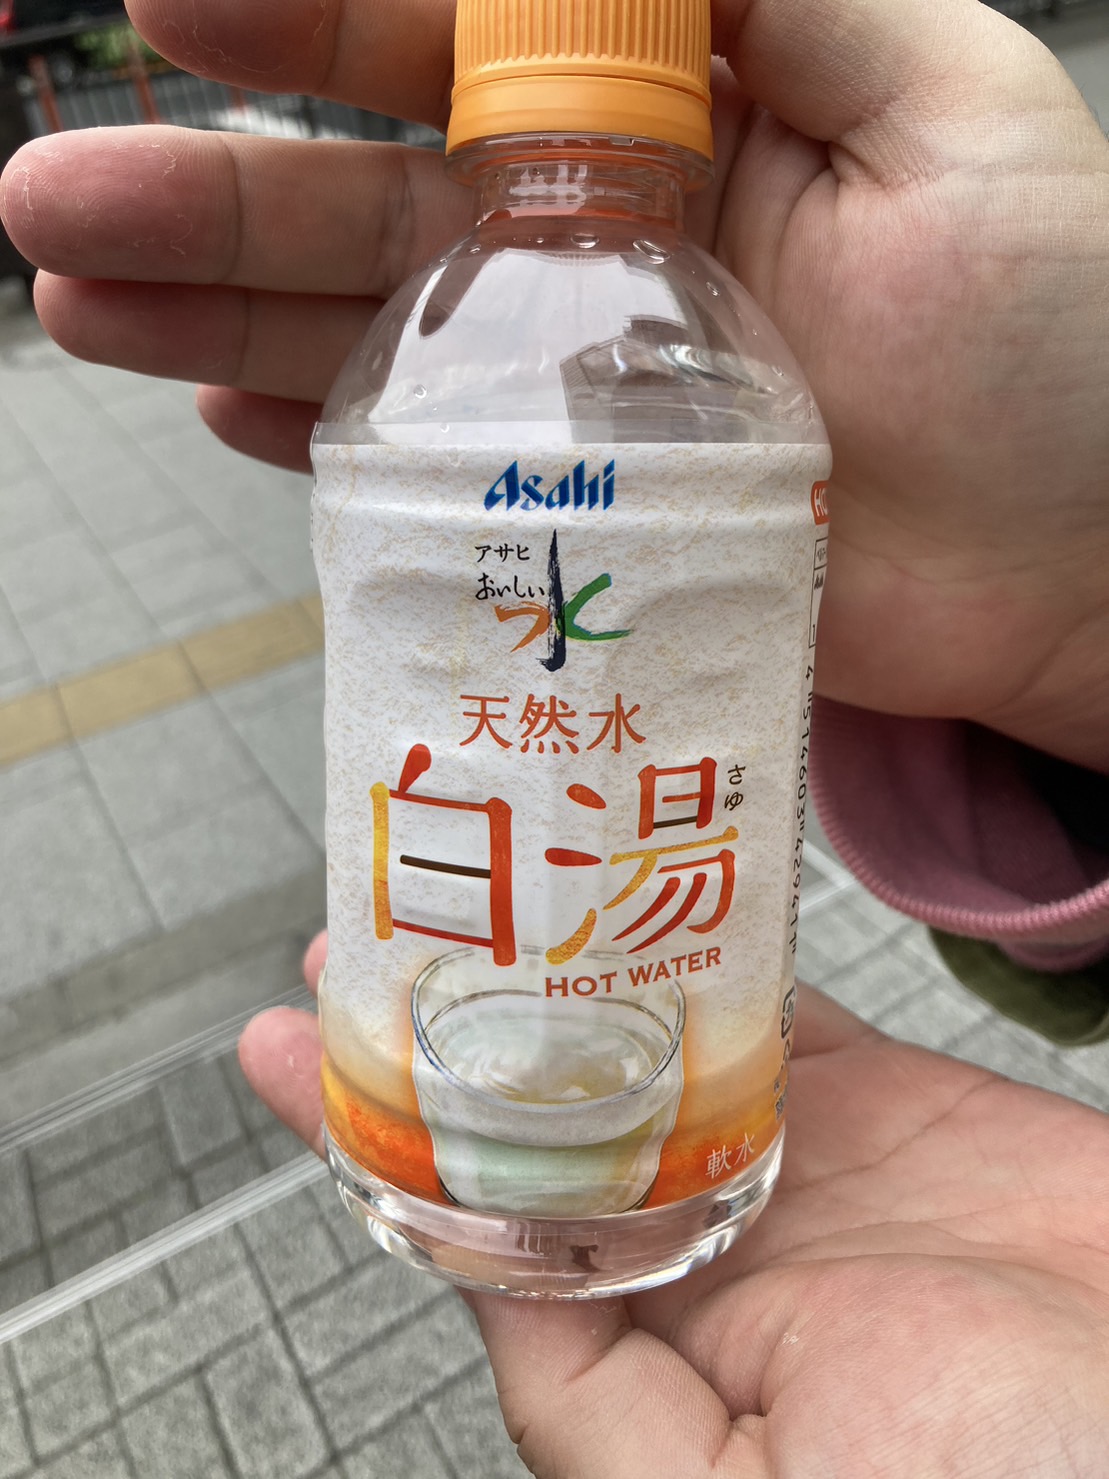 Asahi
アサヒ
おいしい水
天然水
白湯
さゆ
HOT WATER
軟水